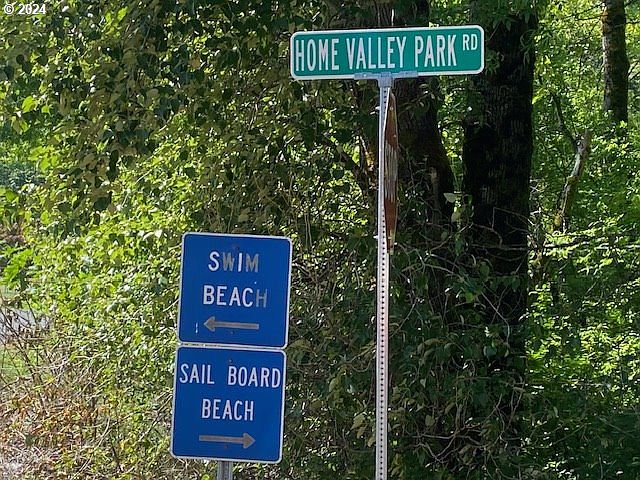 © 2024
HOME VALLEY PARK RD
SWIM
BEACH
SAIL BOARD
BEACH